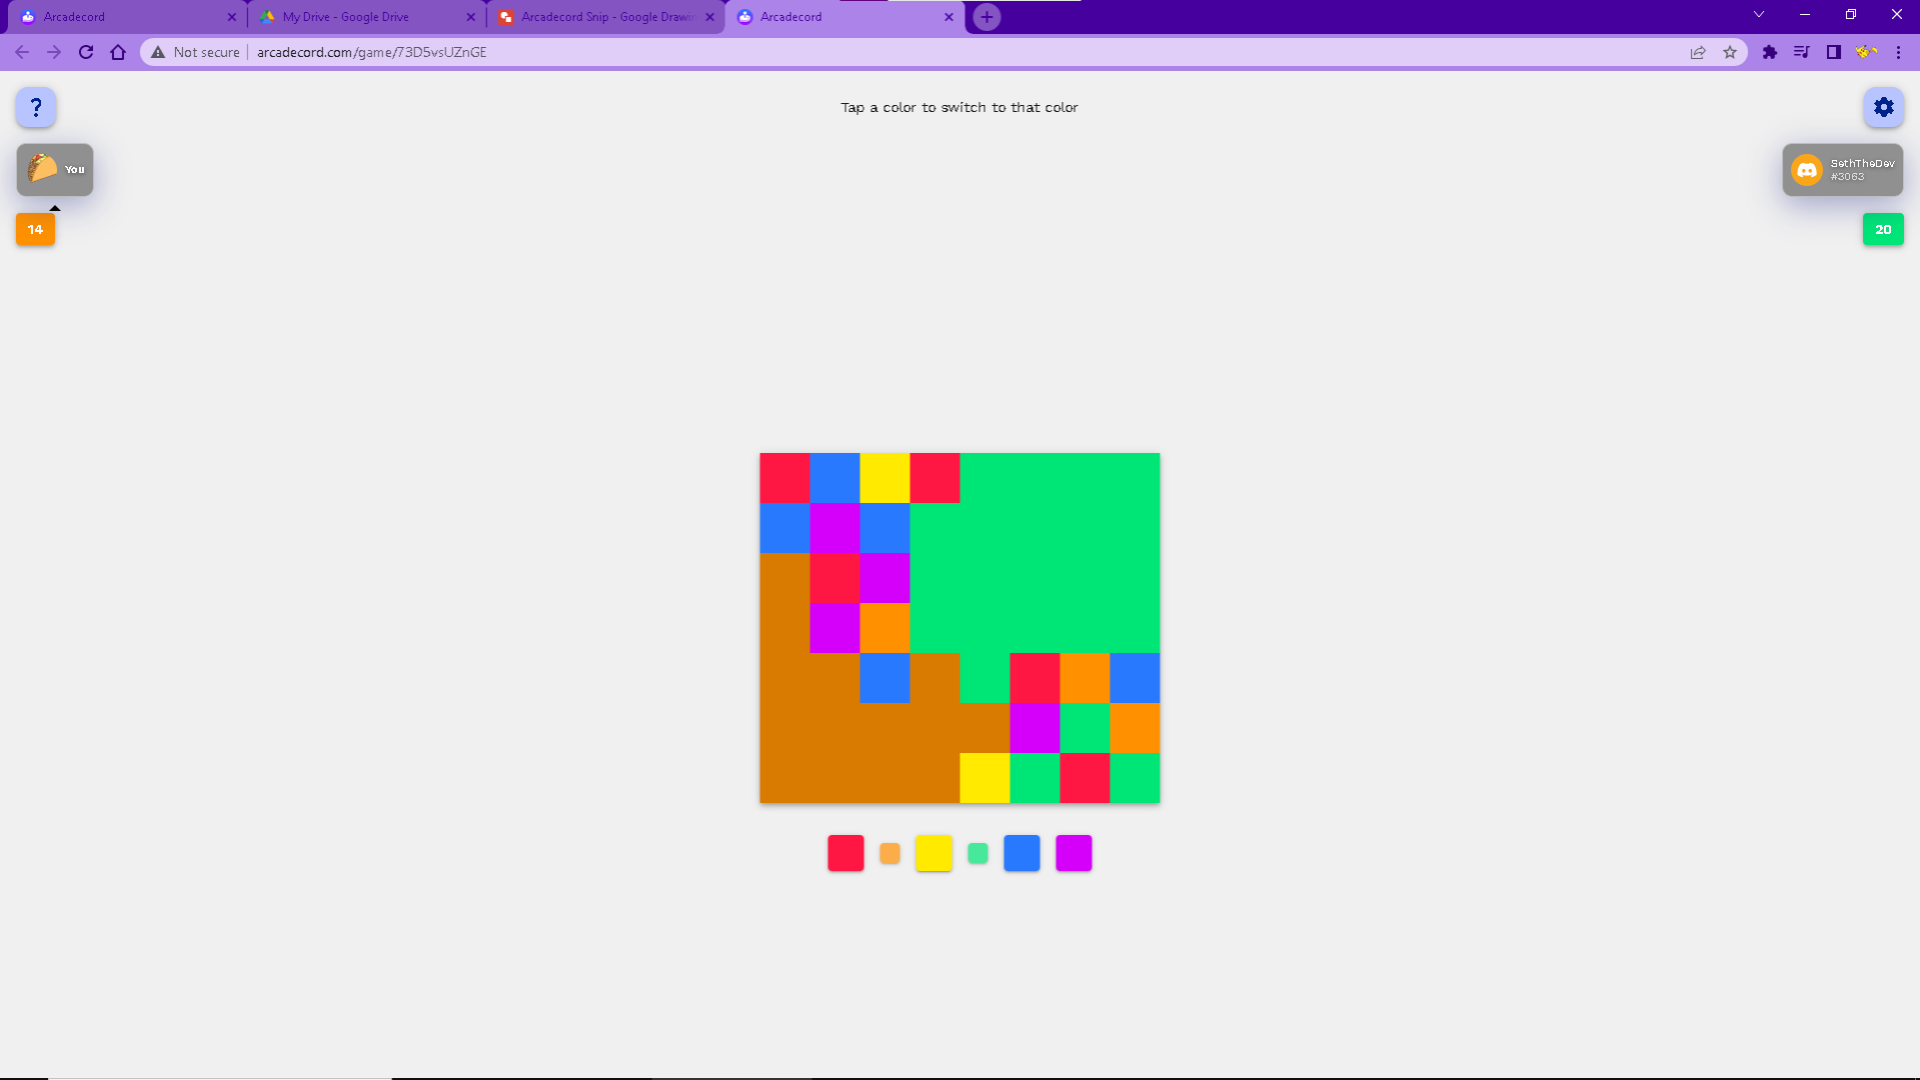 Arcadecord
My Drive - Google Drive
Arcadecord Snip - Google Drawin
Arcadecord
Not secure
arcadecord.com/game/73D5vsUZnGE
?
Tap a color to switch to that color
You
SethTheDev
#3063
14
20